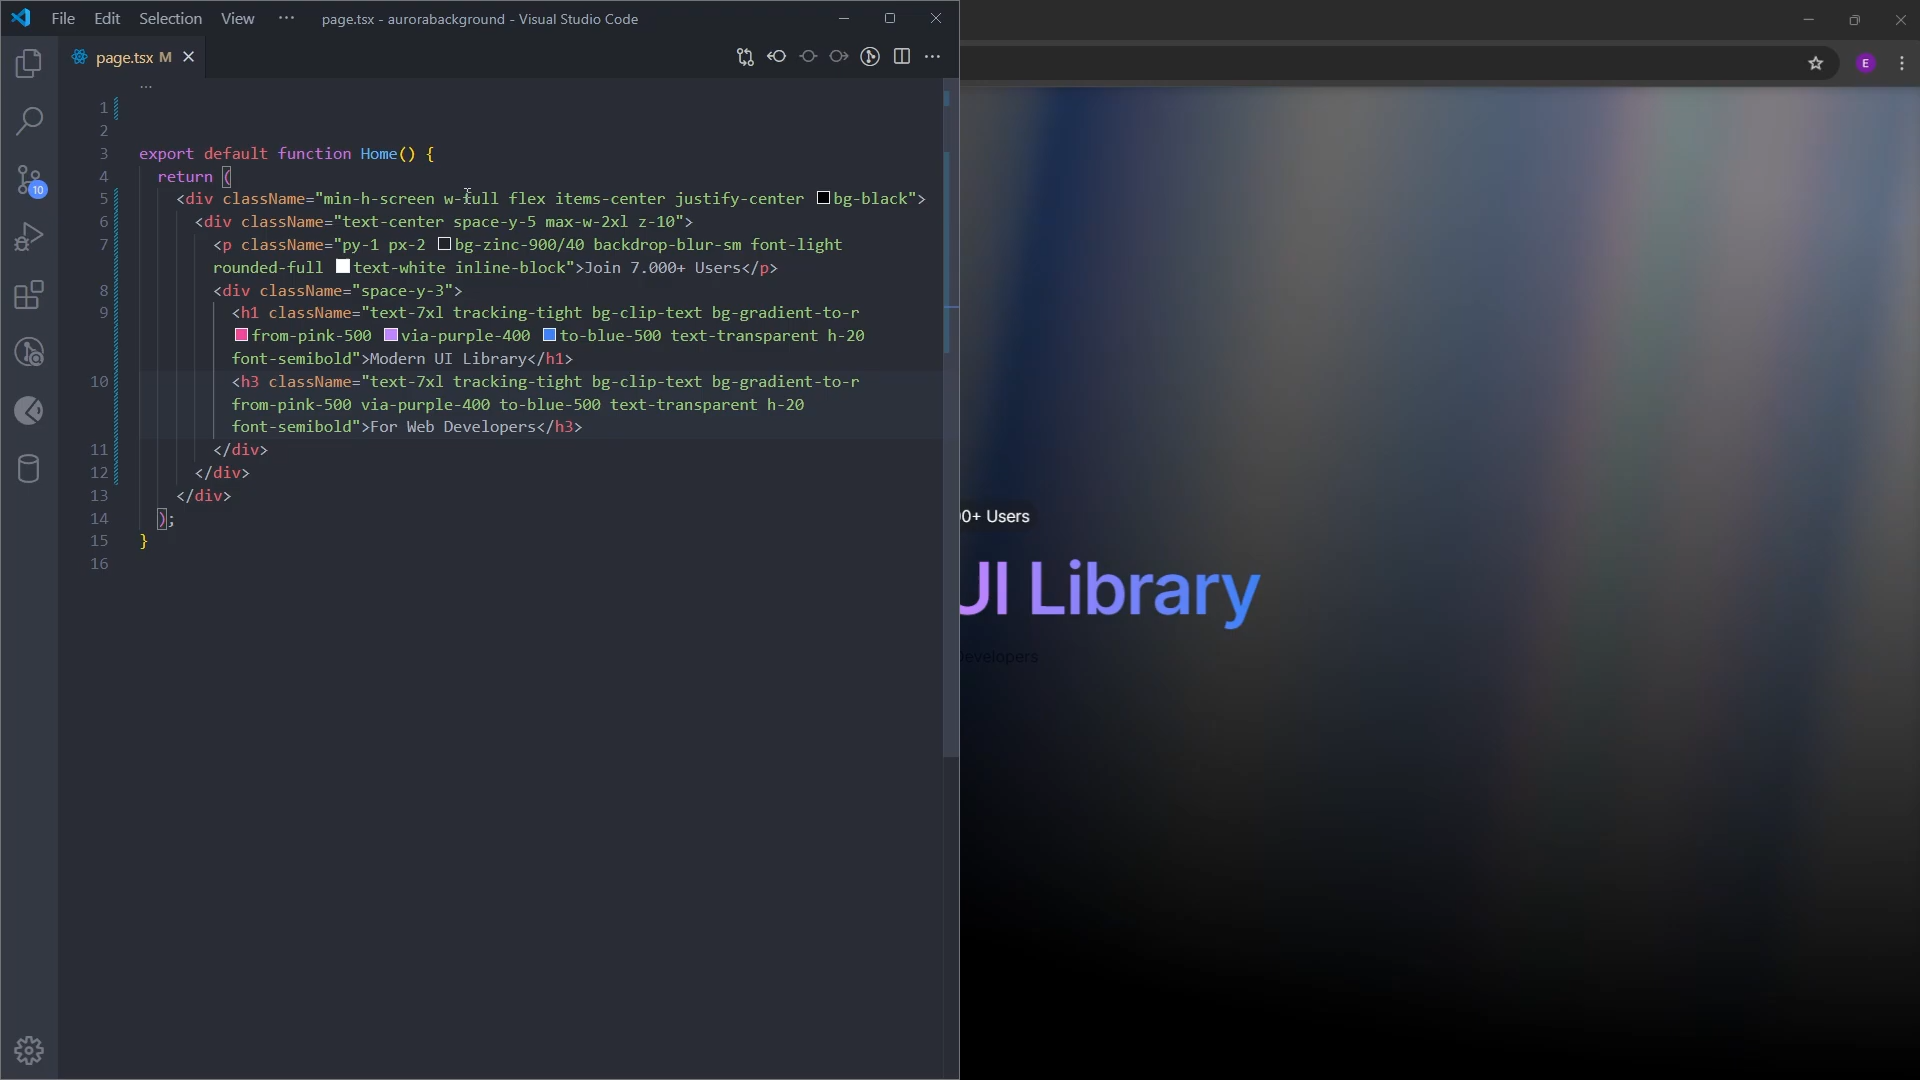 File Edit Selection View ··· page.tsx - aurorabackground - Visual Studio Code
page.tsx M
E
10
...
1
2
3 export default function Home() {
4 return (
5 <div className="min-h-screen w-full flex items-center justify-center bg-black">
6 <div className="text-center space-y-5 max-w-2xl z-10">
7 <p className="py-1 px-2 bg-zinc-900/40 backdrop-blur-sm font-light
rounded-full text-white inline-block">Join 7.000+ Users</p>
8 <div className="space-y-3">
9 <h1 className="text-7xl tracking-tight bg-clip-text bg-gradient-to-r
from-pink-500 via-purple-400 to-blue-500 text-transparent h-20
font-semibold">Modern UI Library</h1>
10 <h3 className="text-7xl tracking-tight bg-clip-text bg-gradient-to-r
from-pink-500 via-purple-400 to-blue-500 text-transparent h-20
font-semibold">For Web Developers</h3>
11 </div>
12 </div>
13 </div>
14 );
15 }
16
00+ Users
UI Library
Developers